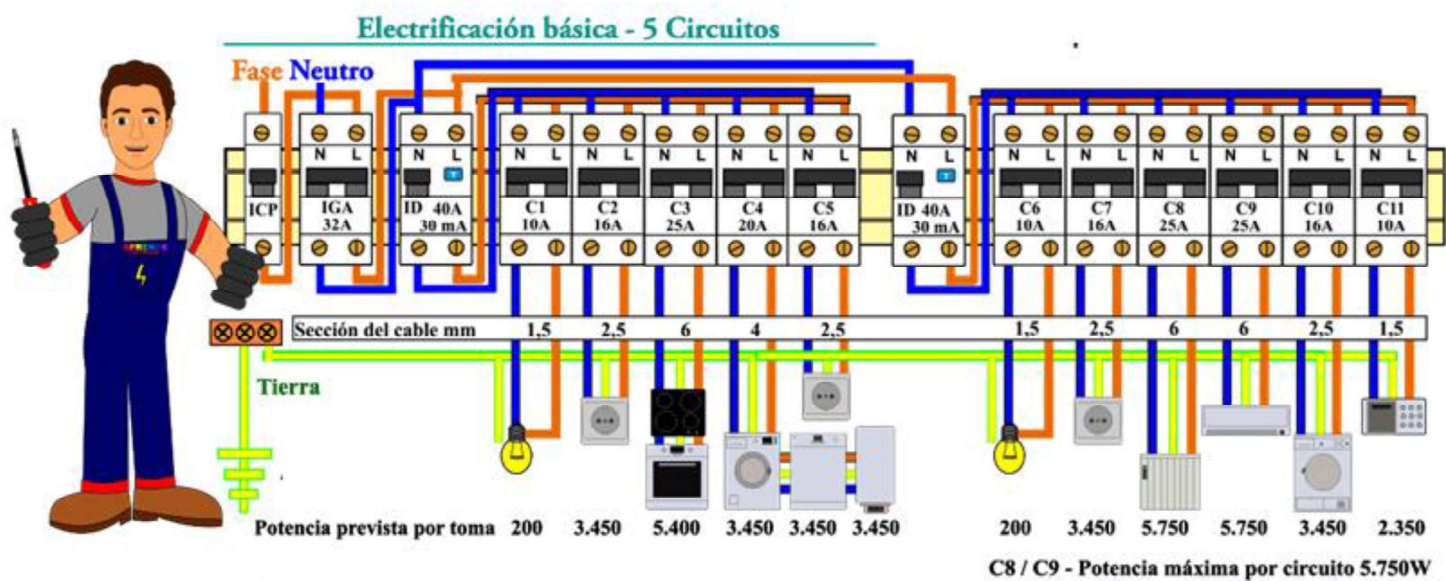 Electrificación básica - 5 Circuitos
Fase Neutro
N L N L N L N L N L N L N L N L N L N L N L N L N L N L
T T
ICP IGA ID 40A C1 C2 C3 C4 C5 ID 40A C6 C7 C8 C9 C10 C11
32A 30 mA 10A 16A 25A 20A 16A 30 mA 10A 16A 25A 25A 16A 10A
Sección del cable mm 1,5 2,5 6 4 2,5 1,5 2,5 6 6 2,5 1,5
Tierra
Potencia prevista por toma 200 3.450 5.400 3.450 3.450 3.450 200 3.450 5.750 5.750 3.450 2.350
C8 / C9 - Potencia máxima por circuito 5.750W